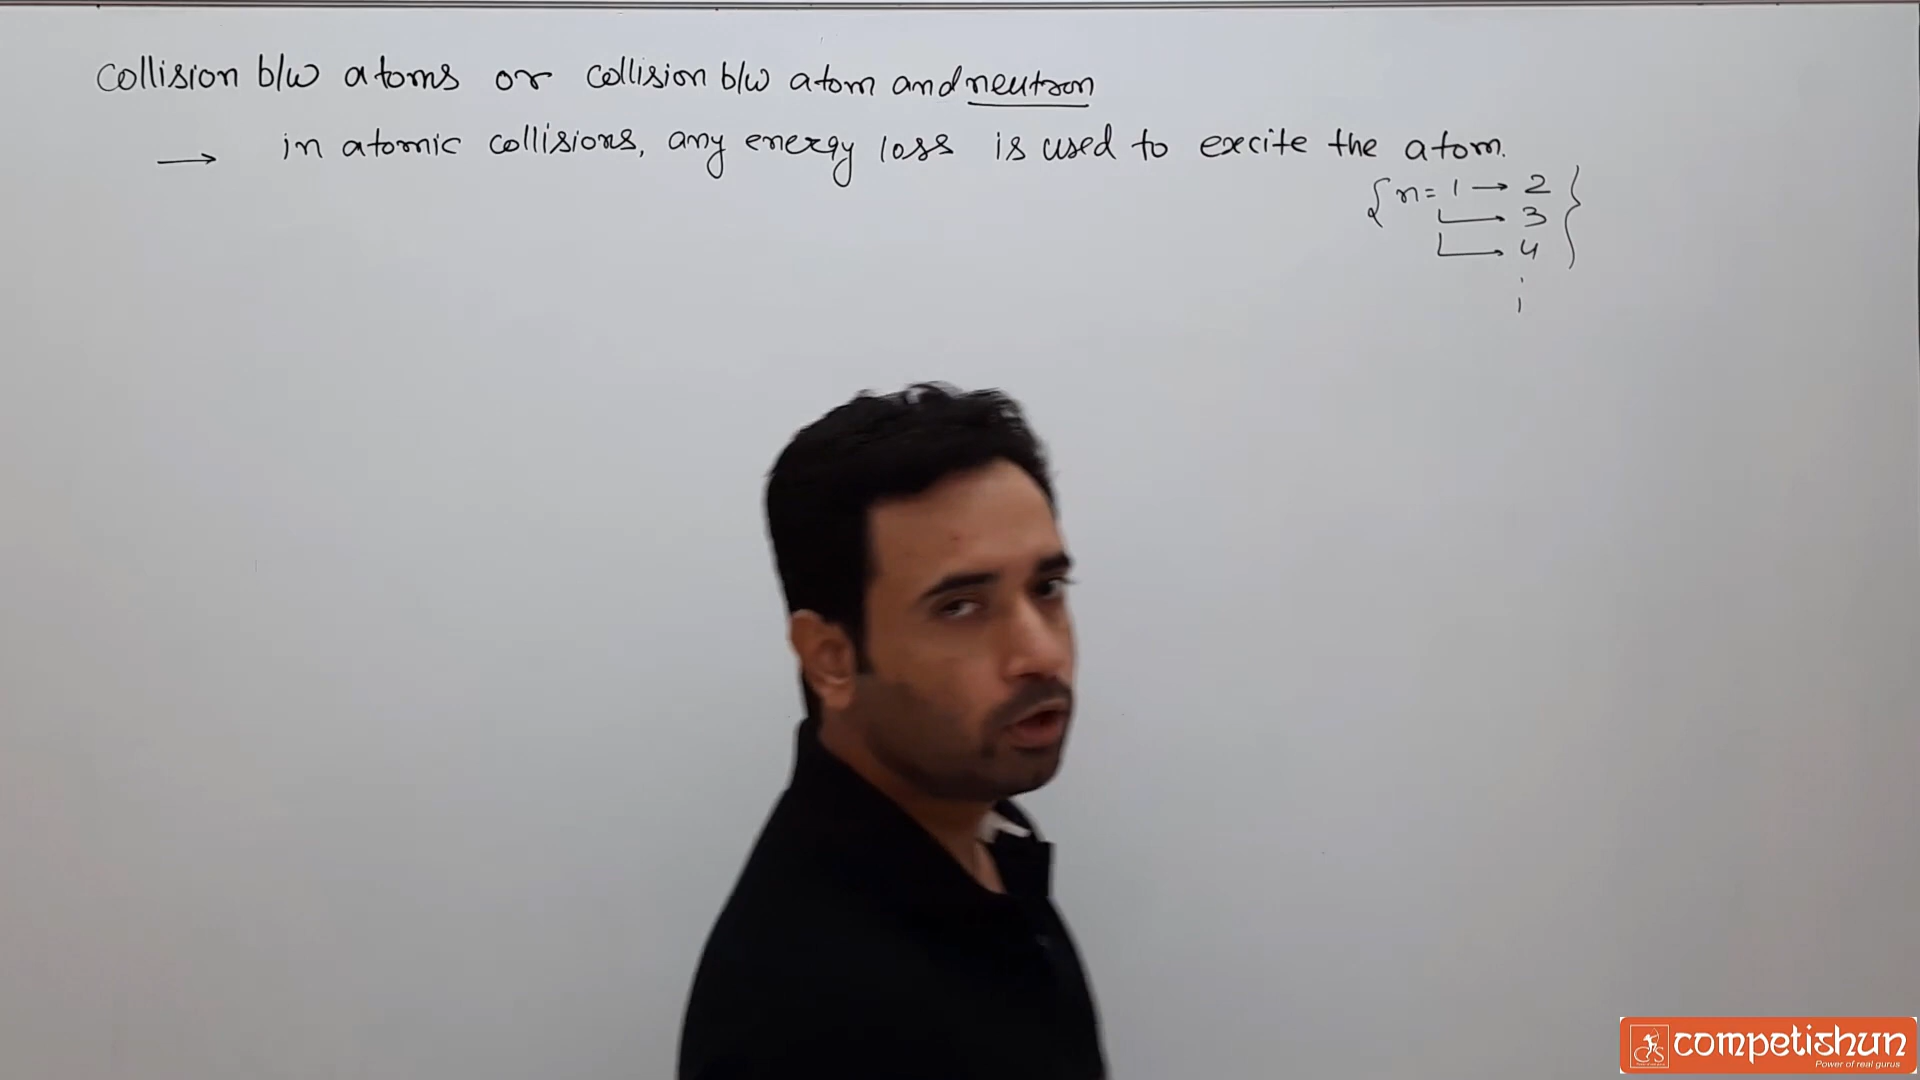 Collision b/w atoms or collision b/w atom and neutron
→ in atomic collisions, any energy loss is used to excite the atom.
{ n = 1 → 2 }
→ 3
→ 4
competishun
Power of real gurus